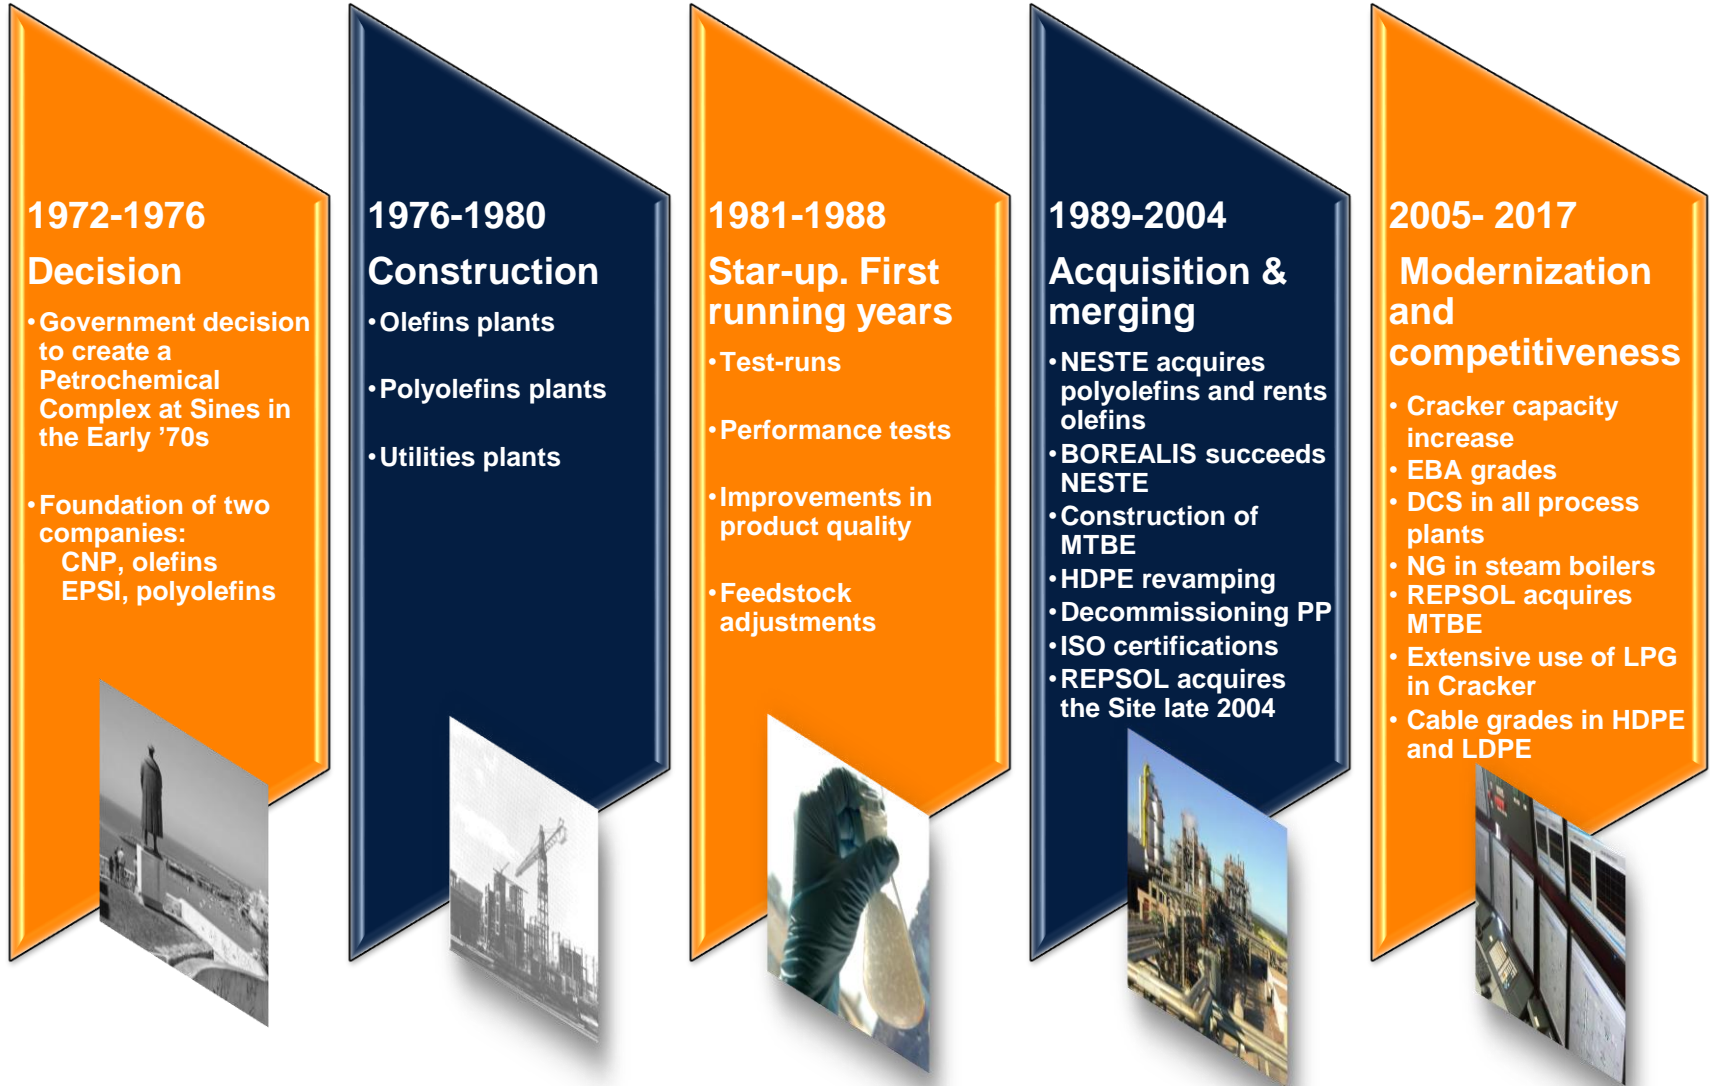 1972-1976
Decision
•Government decision
to create a
Petrochemical
Complex at Sines in
the Early ’70s
•Foundation of two
companies:
CNP, olefins
EPSI, polyolefins
1976-1980
Construction
•Olefins plants
•Polyolefins plants
•Utilities plants
1981-1988
Star-up. First
running years
•Test-runs
•Performance tests
•Improvements in
product quality
•Feedstock
adjustments
1989-2004
Acquisition &
merging
•NESTE acquires
polyolefins and rents
olefins
•BOREALIS succeeds
NESTE
•Construction of
MTBE
•HDPE revamping
•Decommissioning PP
•ISO certifications
•REPSOL acquires
the Site late 2004
2005- 2017
Modernization
and
competitiveness
• Cracker capacity
increase
• EBA grades
• DCS in all process
plants
• NG in steam boilers
• REPSOL acquires
MTBE
• Extensive use of LPG
in Cracker
• Cable grades in HDPE
and LDPE